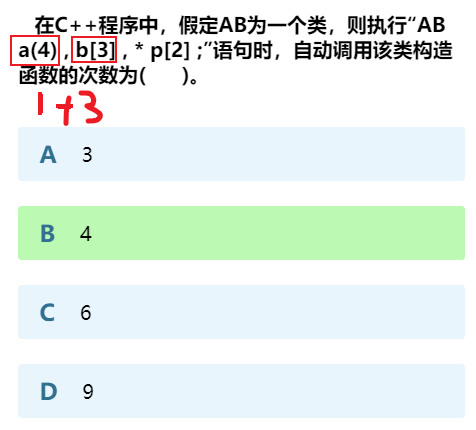 在C++程序中，假定AB为一个类，则执行“AB
a(4) , b[3] , * p[2] ;”语句时，自动调用该类构造
函数的次数为(      )。
1+3
A 3
B 4
C 6
D 9